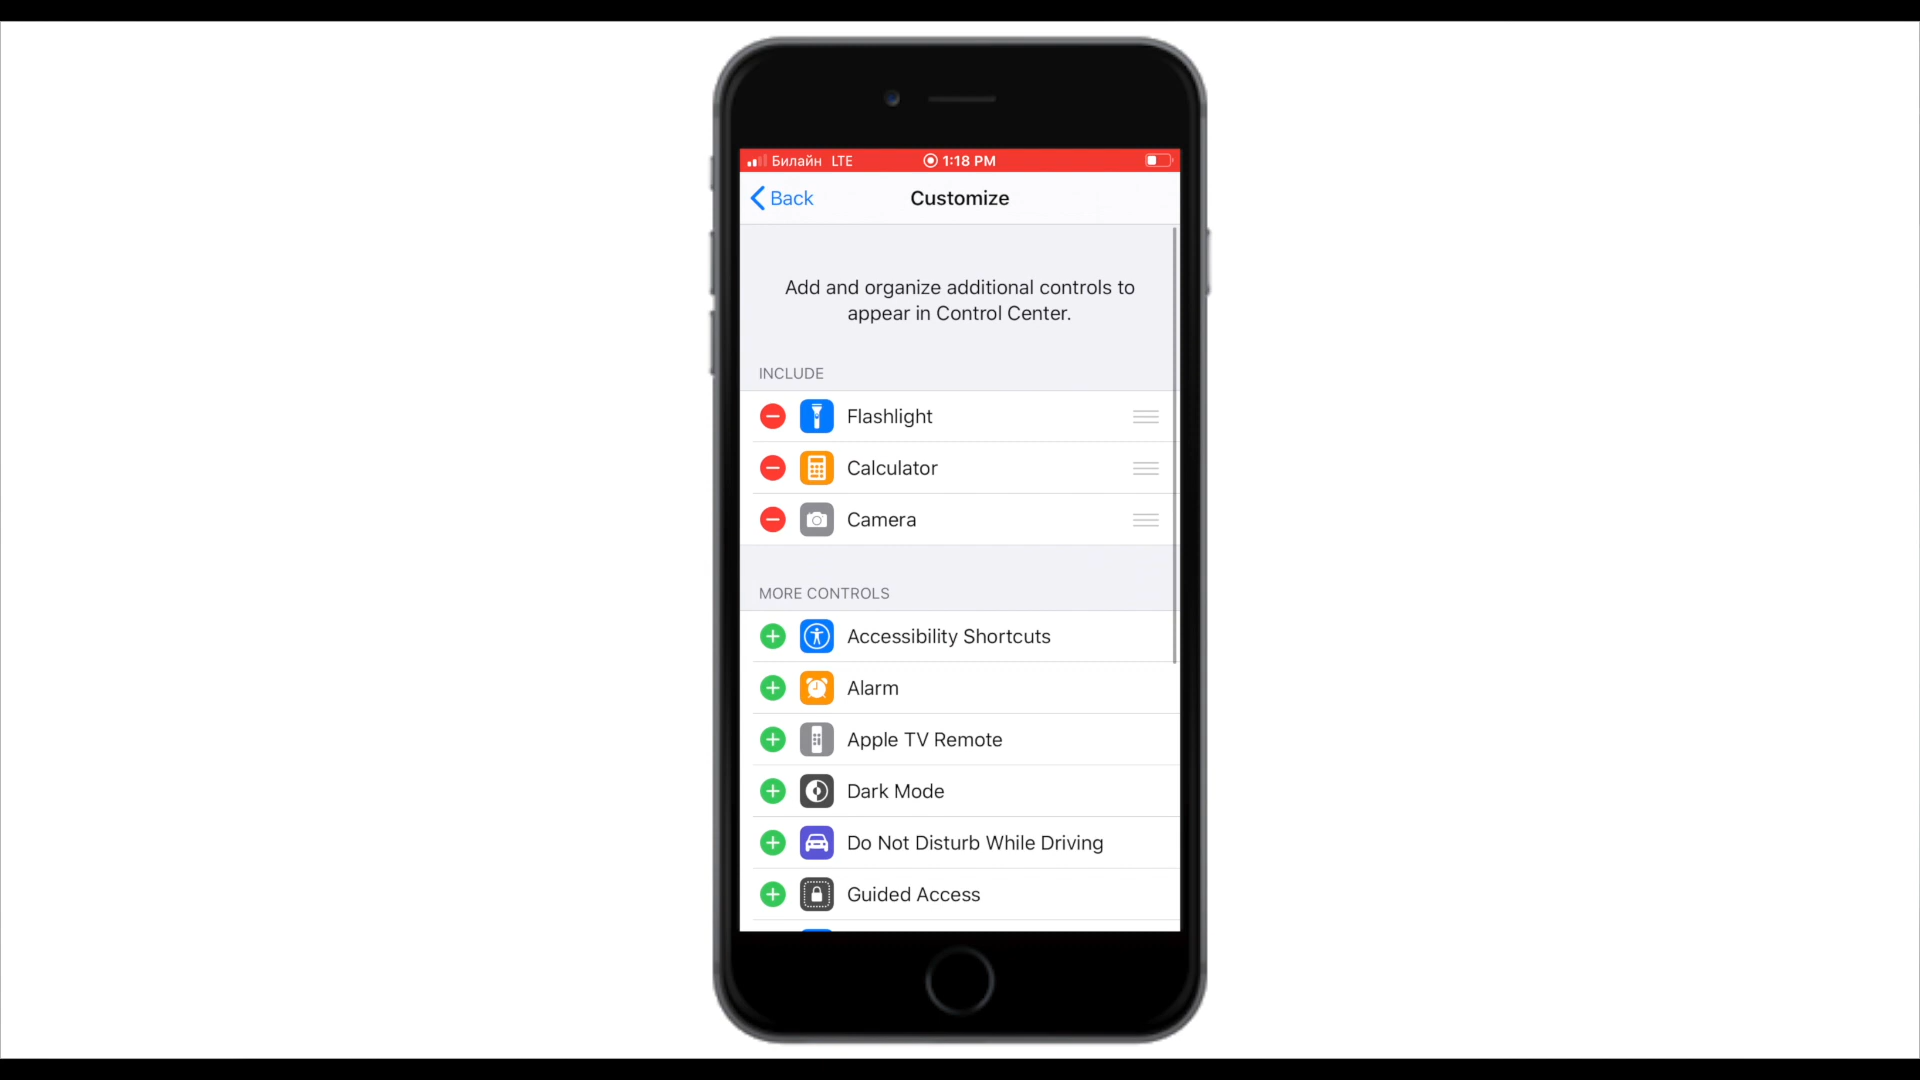 Билайн LTE 1:18 PM
Back Customize
Add and organize additional controls to
appear in Control Center.
INCLUDE
Flashlight
Calculator
Camera
MORE CONTROLS
Accessibility Shortcuts
Alarm
Apple TV Remote
Dark Mode
Do Not Disturb While Driving
Guided Access